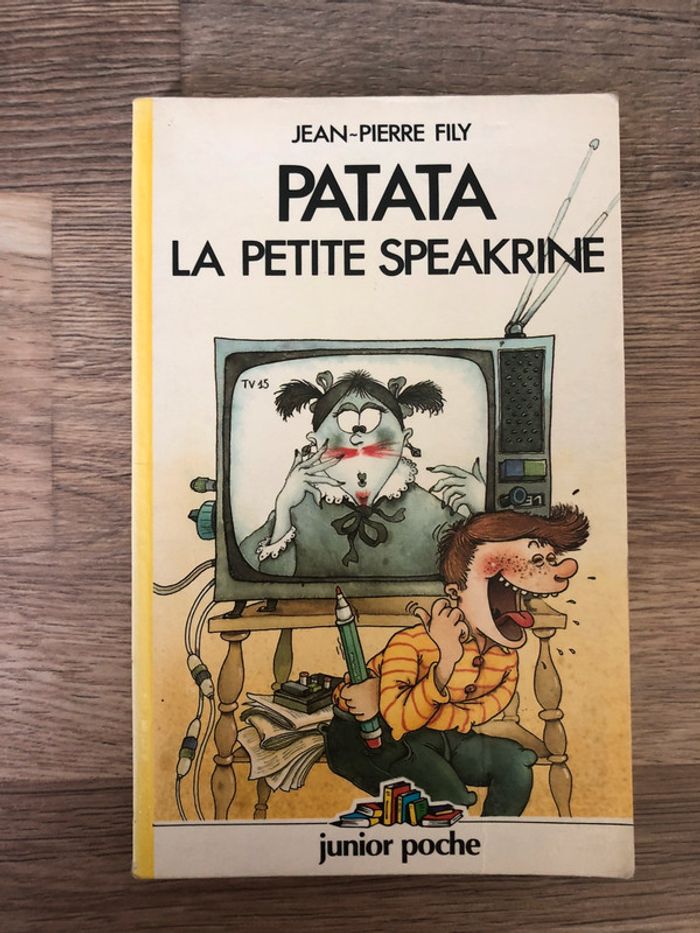 JEAN~PIERRE FILY
PATATA
LA PETITE SPEAKRINE
TV 15
junior poche